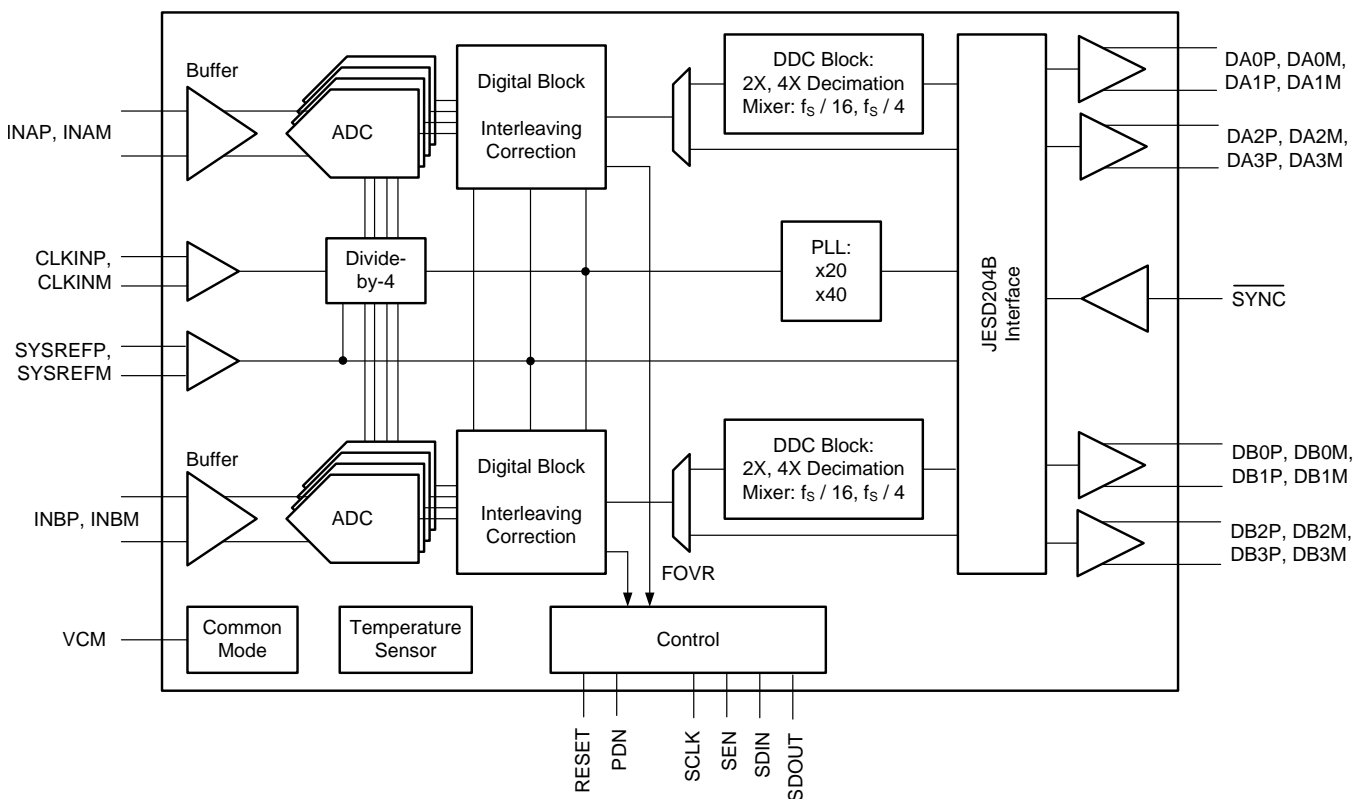 Buffer
INAP, INAM
ADC
Digital Block
Interleaving
Correction
DDC Block:
2X, 4X Decimation
Mixer: fS / 16, fS / 4
DA0P, DA0M,
DA1P, DA1M
DA2P, DA2M,
DA3P, DA3M
CLKINP,
CLKINM
Divide-
by-4
PLL:
x20
x40
JESD204B
Interface
SYNC
SYSREFP,
SYSREFM
Buffer
INBP, INBM
ADC
Digital Block
Interleaving
Correction
DDC Block:
2X, 4X Decimation
Mixer: fS / 16, fS / 4
DB0P, DB0M,
DB1P, DB1M
DB2P, DB2M,
DB3P, DB3M
FOVR
VCM
Common
Mode
Temperature
Sensor
Control
RESET
PDN
SCLK
SEN
SDIN
SDOUT